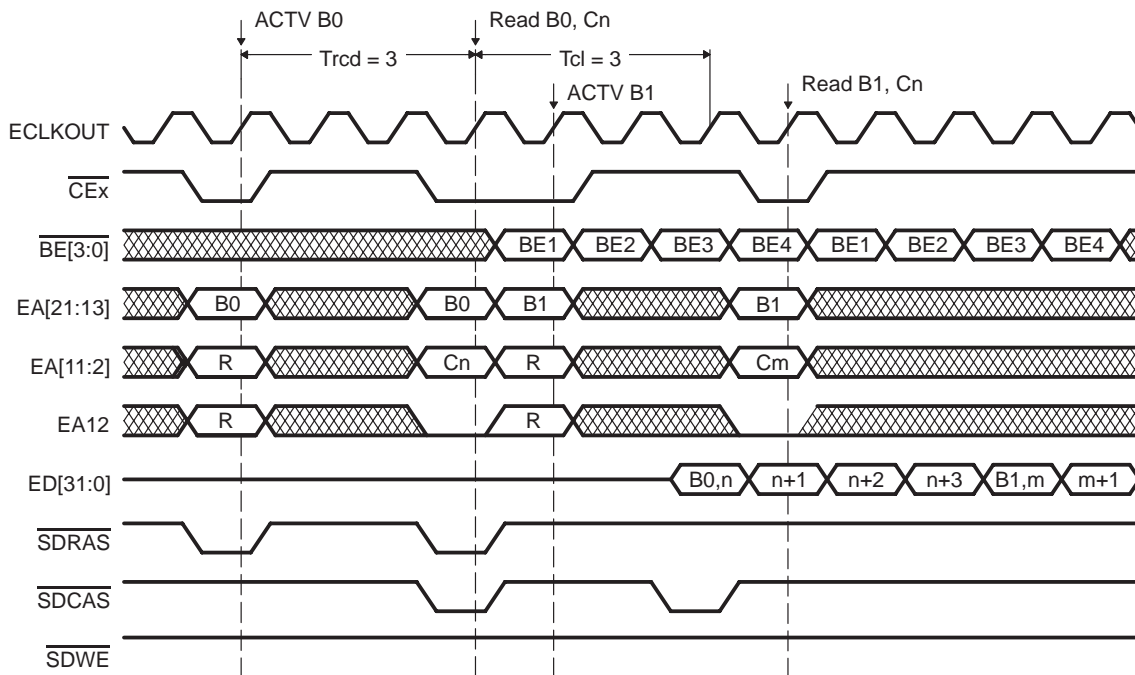 ACTV B0
Read B0, Cn
Trcd = 3
Tcl = 3
ACTV B1
Read B1, Cn
ECLKOUT
CEx
BE[3:0] BE1 BE2 BE3 BE4 BE1 BE2 BE3 BE4
EA[21:13] B0 B0 B1 B1
EA[11:2] R Cn R Cm
EA12 R R
ED[31:0] B0,n n+1 n+2 n+3 B1,m m+1
SDRAS
SDCAS
SDWE